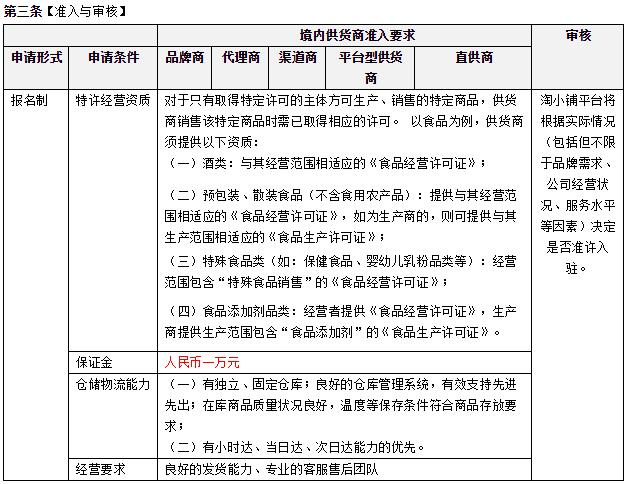 第三条【准入与审核】
境内供货商准入要求
审核
申请形式
申请条件
品牌商
代理商
渠道商
平台型供货
商
直供商
报名制
特许经营资质
对于只有取得特定许可的主体方可生产、销售的特定商品，供货
商销售该特定商品时需已取得相应的许可。 以食品为例，供货商
须提供以下资质：
（一）酒类：与其经营范围相适应的《食品经营许可证》；
（二）预包装、散装食品（不含食用农产品）：提供与其经营范
围相适应的《食品经营许可证》，如为生产商的，则可提供与其
生产范围相适应的《食品生产许可证》；
（三）特殊食品类（如：保健食品、婴幼儿乳粉品类等）：经营
范围包含“特殊食品销售”的《食品经营许可证》；
（四）食品添加剂品类：经营者提供《食品经营许可证》，生产
商提供生产范围包含“食品添加剂”的《食品生产许可证》。
淘小铺平台将
根据实际情况
（包括但不限
于品牌需求、
公司经营状
况、服务水平
等因素）决定
是否准许入
驻。
保证金
人民币一万元
仓储物流能力
（一）有独立、固定仓库；良好的仓库管理系统，有效支持先进
先出；在库商品质量状况良好，温度等保存条件符合商品存放要
求；
（二）有小时达、当日达、次日达能力的优先。
经营要求
良好的发货能力、专业的客服售后团队